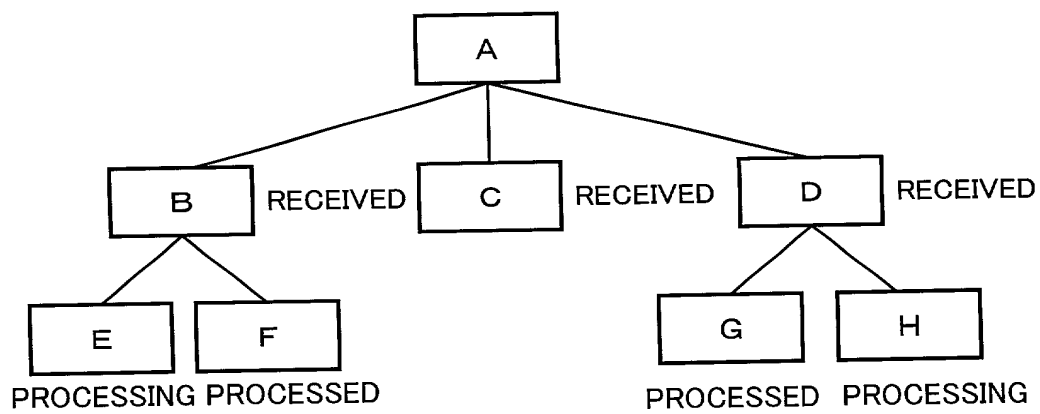 A
B RECEIVED C RECEIVED D RECEIVED
E F G H
PROCESSING PROCESSED PROCESSED PROCESSING